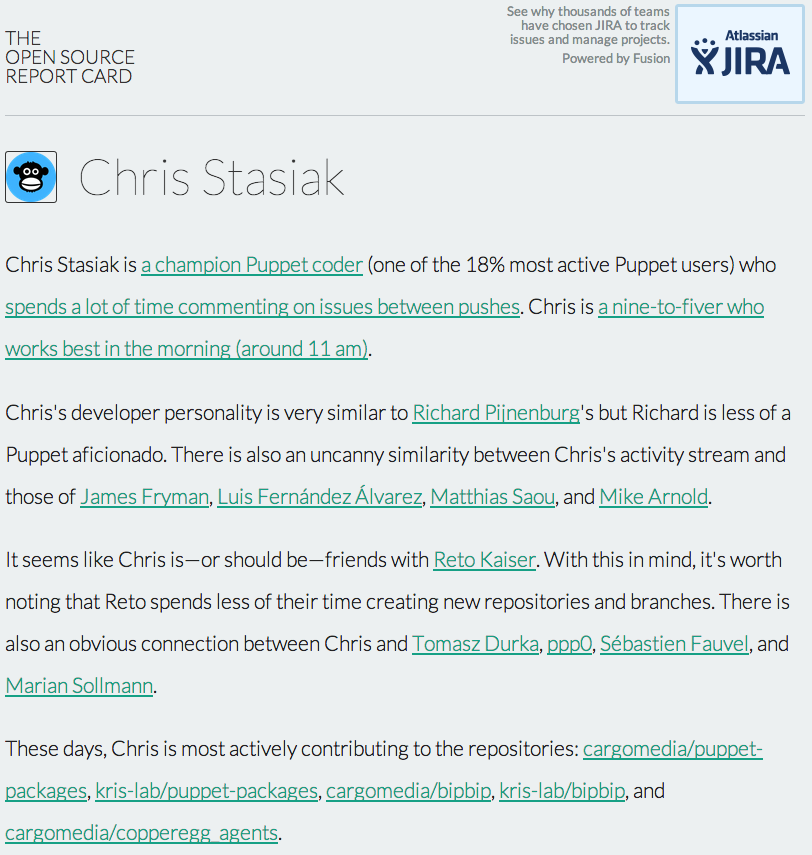 THE
OPEN SOURCE
REPORT CARD
See why thousands of teams
have chosen JIRA to track
issues and manage projects.
Powered by Fusion
Atlassian
JIRA
Chris Stasiak
Chris Stasiak is a champion Puppet coder (one of the 18% most active Puppet users) who
spends a lot of time commenting on issues between pushes. Chris is a nine-to-fiver who
works best in the morning (around 11 am).
Chris's developer personality is very similar to Richard Pijnenburg's but Richard is less of a
Puppet aficionado. There is also an uncanny similarity between Chris's activity stream and
those of James Fryman, Luis Fernández Álvarez, Matthias Saou, and Mike Arnold.
It seems like Chris is—or should be—friends with Reto Kaiser. With this in mind, it's worth
noting that Reto spends less of their time creating new repositories and branches. There is
also an obvious connection between Chris and Tomasz Durka, ppp0, Sébastien Fauvel, and
Marian Sollmann.
These days, Chris is most actively contributing to the repositories: cargomedia/puppet-
packages, kris-lab/puppet-packages, cargomedia/bipbip, kris-lab/bipbip, and
cargomedia/copperegg_agents.